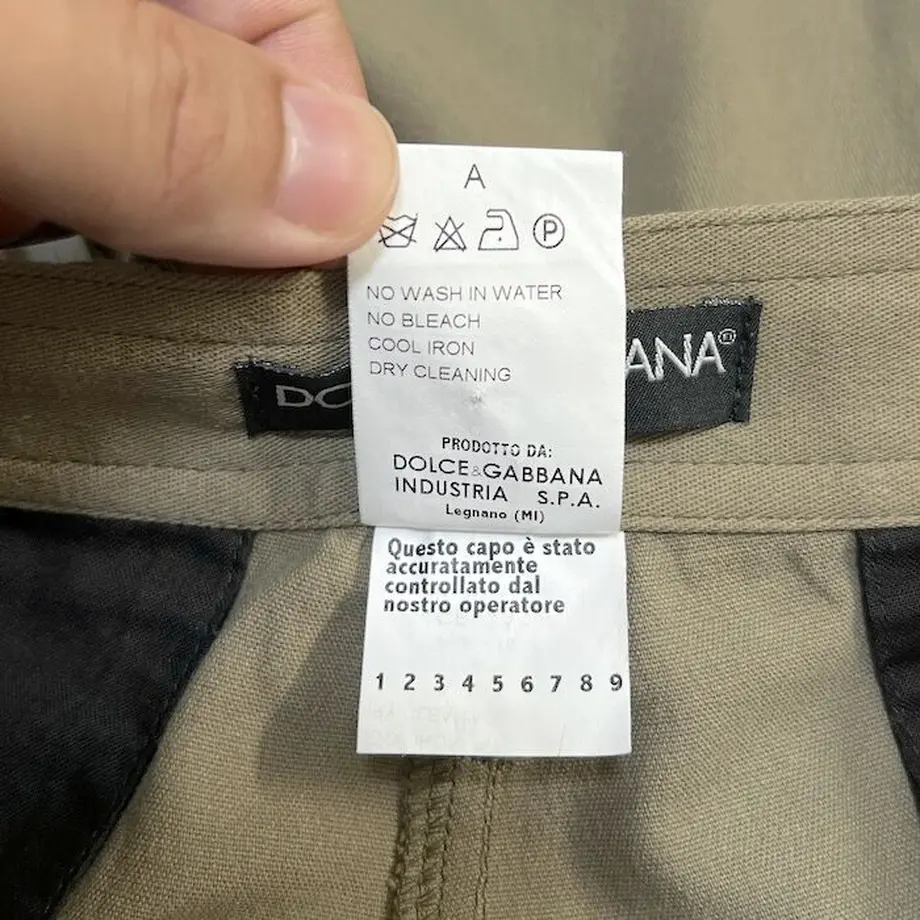 A
P
NO WASH IN WATER
NO BLEACH
COOL IRON
DRY CLEANING
DO
ANA®
PRODOTTO DA:
DOLCE&GABBANA
INDUSTRIA S.P.A.
Legnano (MI)
Questo capo è stato
accuratamente
controllato dal
nostro operatore
1 2 3 4 5 6 7 8 9